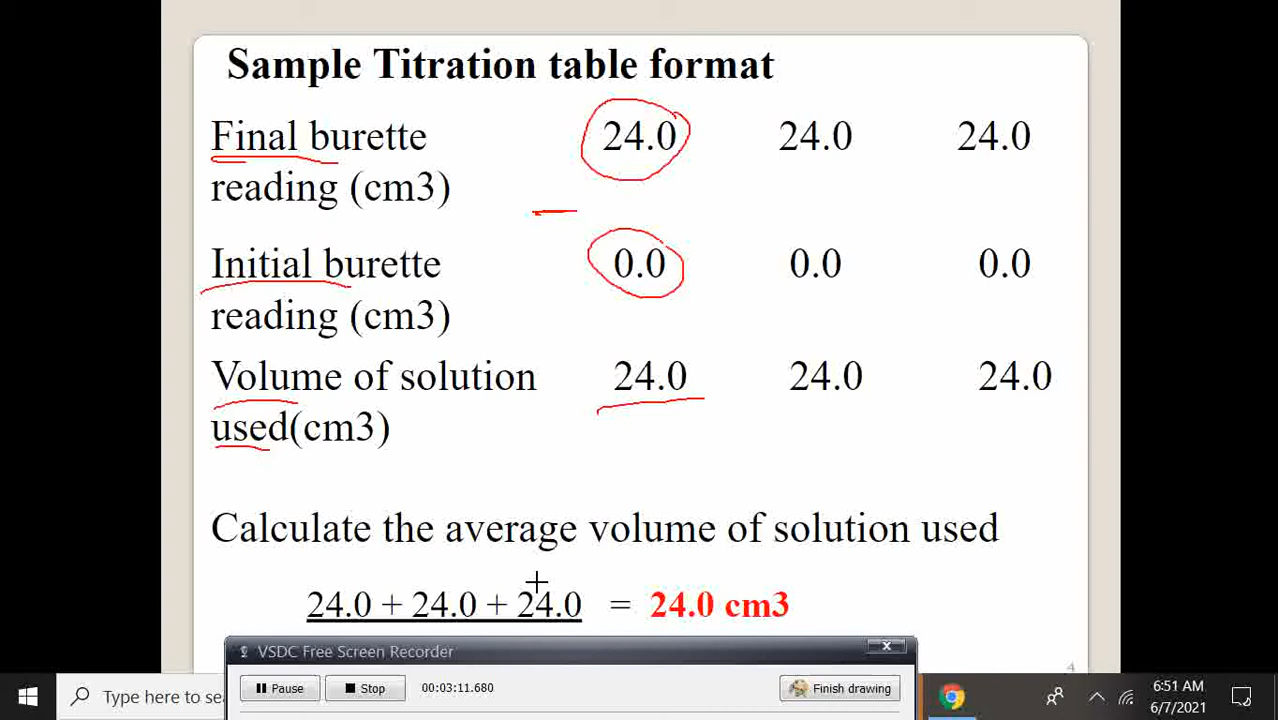 Sample Titration table format
Final burette 24.0 24.0 24.0
reading (cm3)
Initial burette 0.0 0.0 0.0
reading (cm3)
Volume of solution 24.0 24.0 24.0
used(cm3)
Calculate the average volume of solution used
24.0 + 24.0 + 24.0 = 24.0 cm3
VSDC Free Screen Recorder
4
Pause Stop 00:03:11.680 Finish drawing
Type here to sea
6:51 AM
6/7/2021